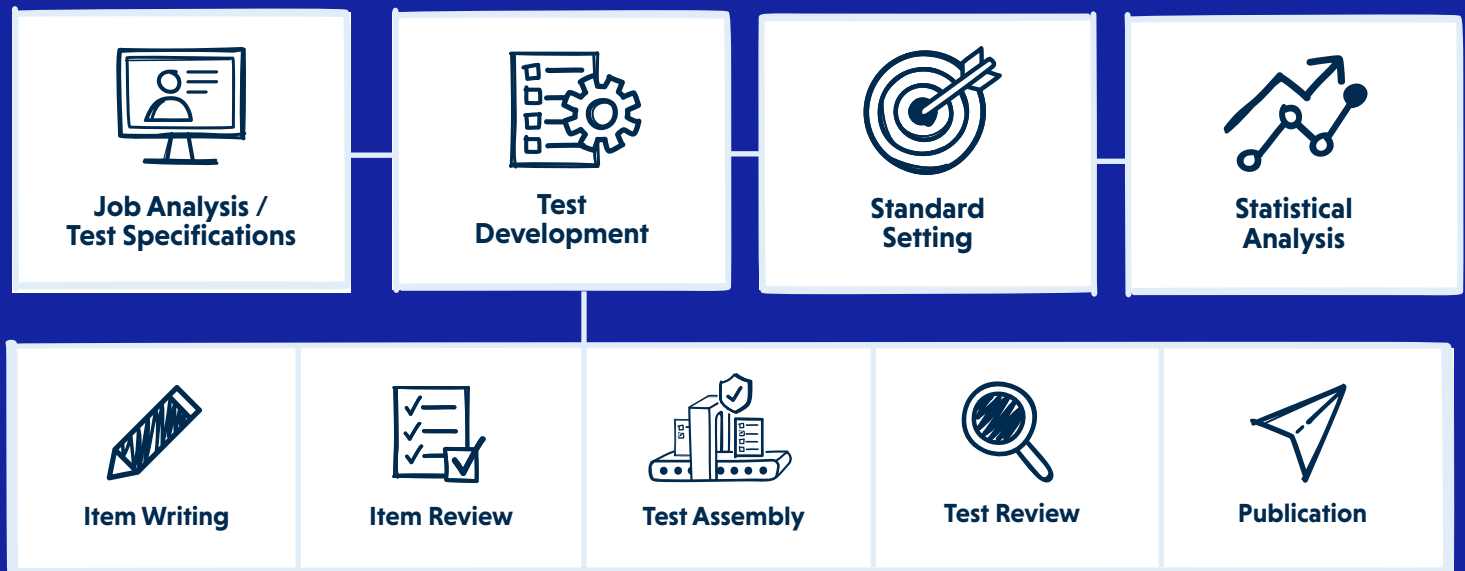 Job Analysis /
Test Specifications
Test
Development
Standard
Setting
Statistical
Analysis
Item Writing
Item Review
Test Assembly
Test Review
Publication